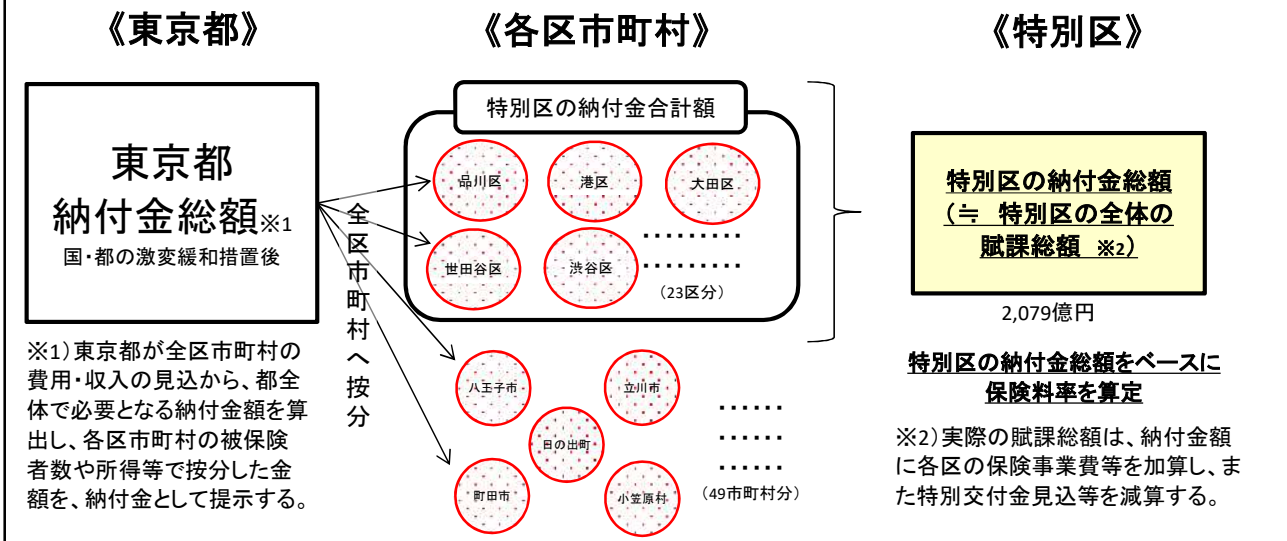 《東京都》
《各区市町村》
《特別区》
東京都
納付金総額※1
国・都の激変緩和措置後
※1)東京都が全区市町村の
費用・収入の見込から、都全
体で必要となる納付金額を算
出し、各区市町村の被保険
者数や所得等で按分した金
額を、納付金として提示する。
全区市町村へ按分
特別区の納付金合計額
品川区
港区
大田区
世田谷区
渋谷区
………
………
(23区分)
八王子市
立川市
日の出町
町田市
小笠原村
……
……
……
(49市町村分)
特別区の納付金総額
(≒ 特別区の全体の
賦課総額 ※2)
2,079億円
特別区の納付金総額をベースに
保険料率を算定
※2)実際の賦課総額は、納付金額
に各区の保険事業費等を加算し、ま
た特別交付金見込等を減算する。